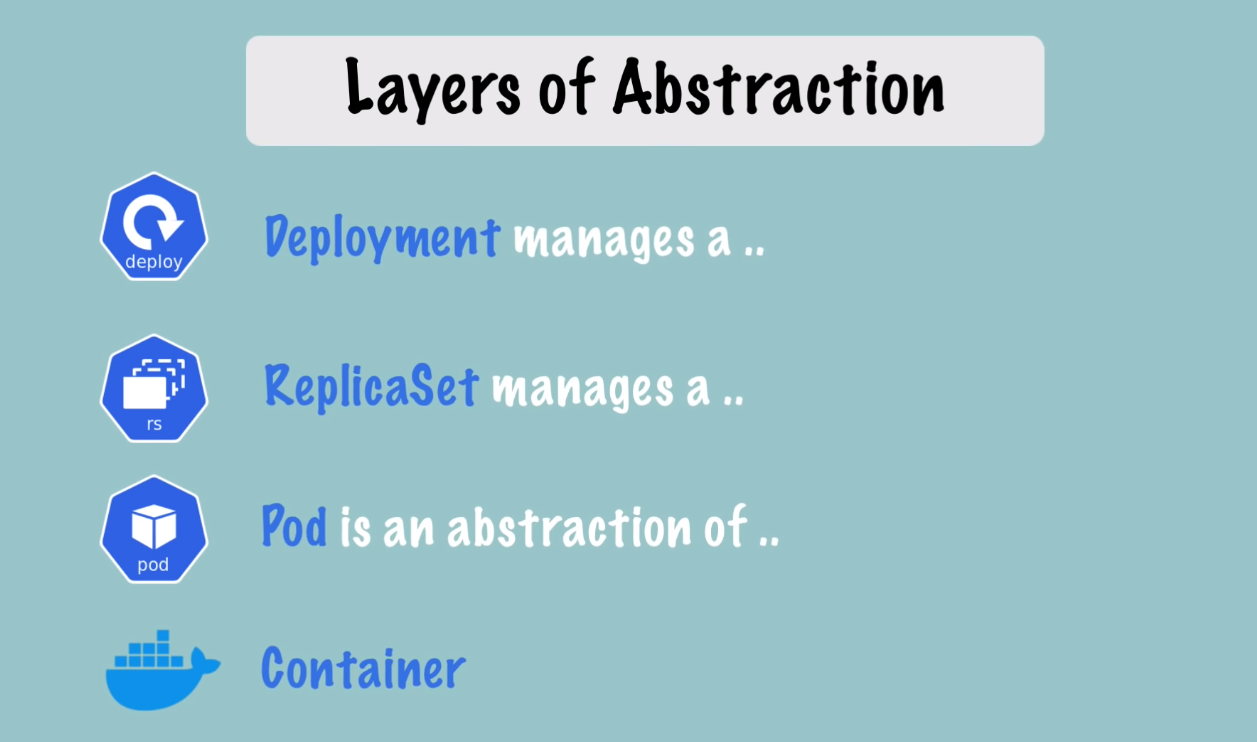 Layers of Abstraction
deploy
Deployment manages a ..
rs
ReplicaSet manages a ..
pod
Pod is an abstraction of ..
Container